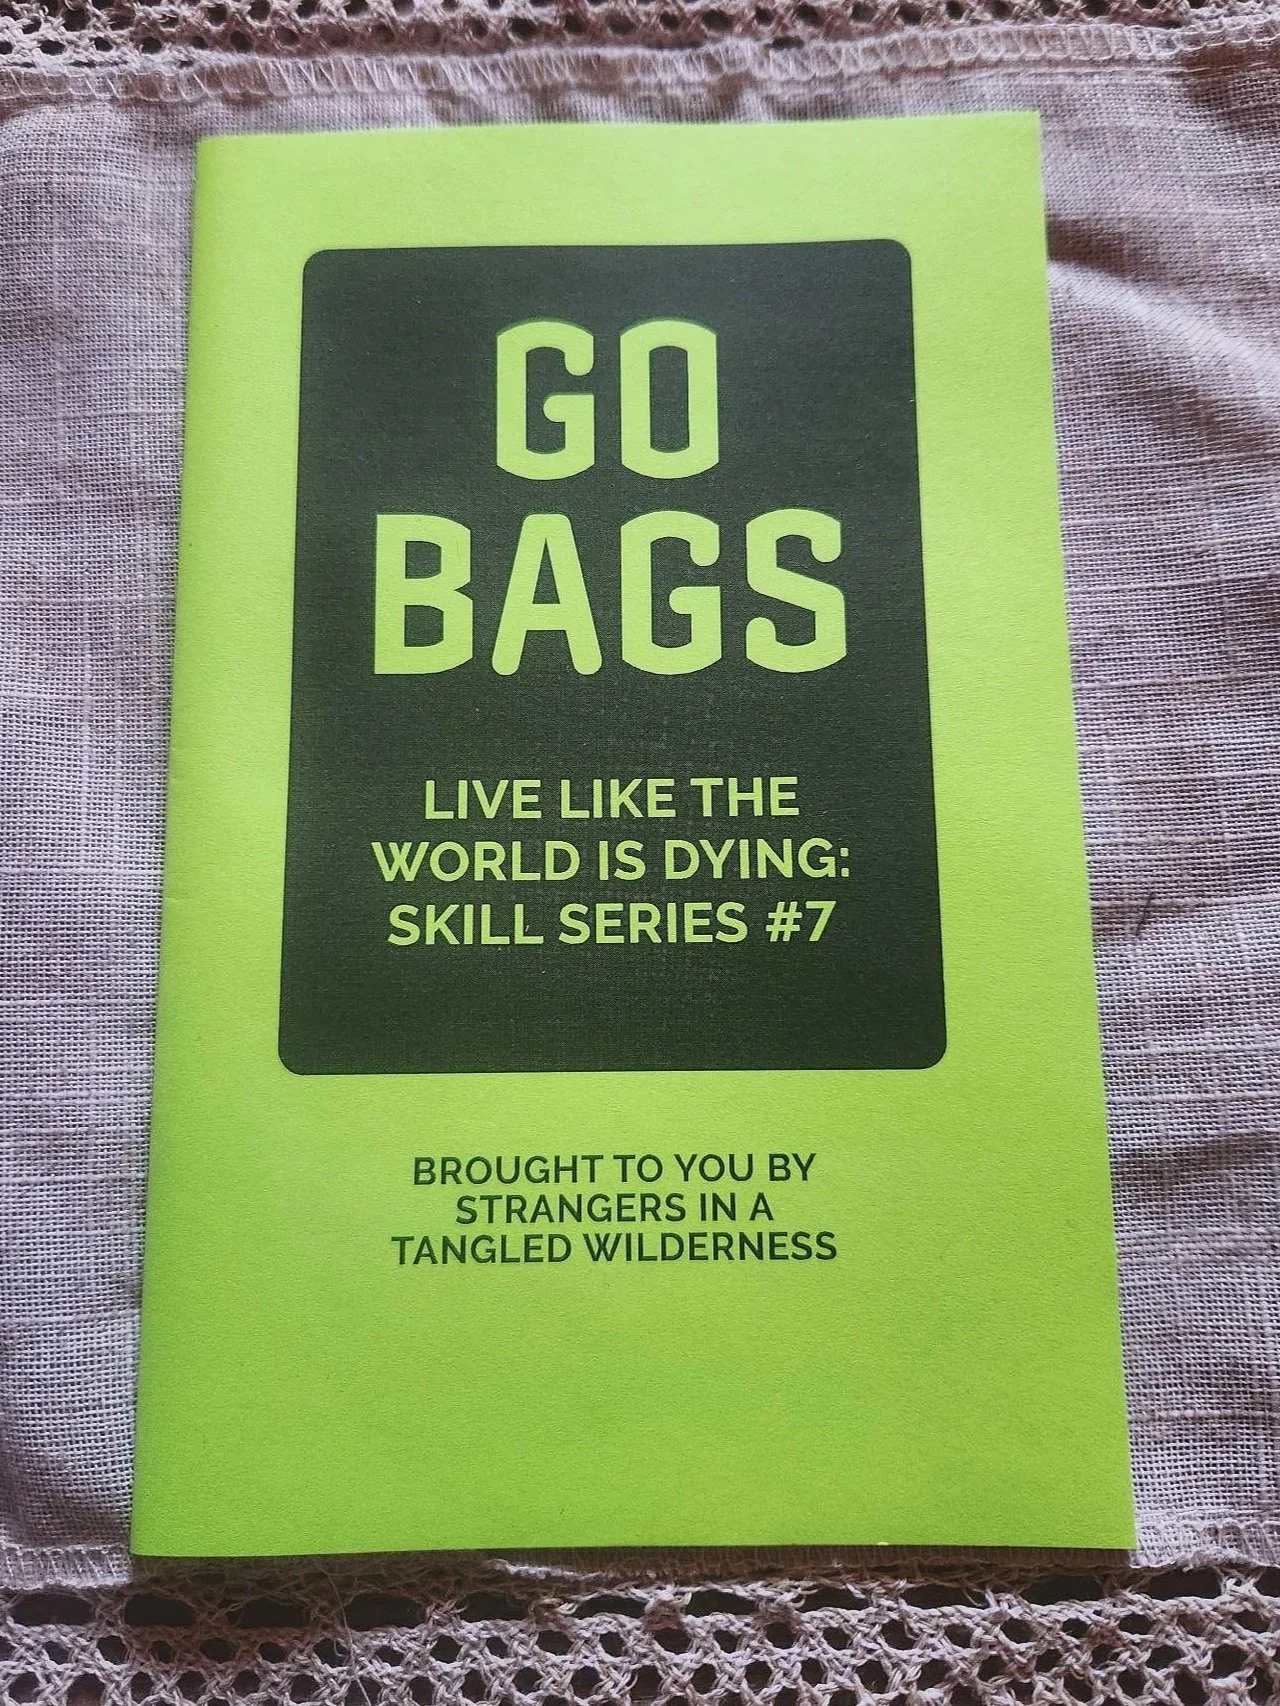 GO
BAGS
LIVE LIKE THE
WORLD IS DYING:
SKILL SERIES #7
BROUGHT TO YOU BY
STRANGERS IN A
TANGLED WILDERNESS